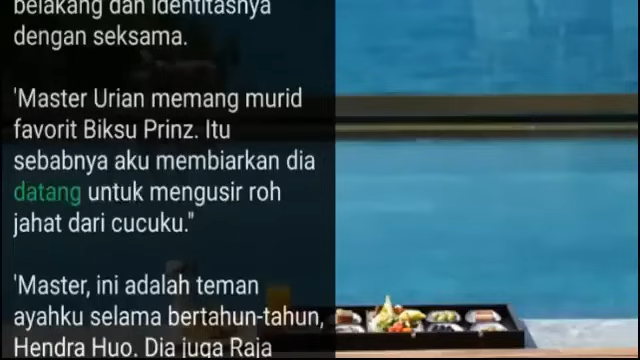 belakang dan identitasnya
dengan seksama.
'Master Urian memang murid
favorit Biksu Prinz. Itu
sebabnya aku membiarkan dia
datang untuk mengusir roh
jahat dari cucuku."
'Master, ini adalah teman
ayahku selama bertahun-tahun,
Hendra Huo. Dia juga Raja